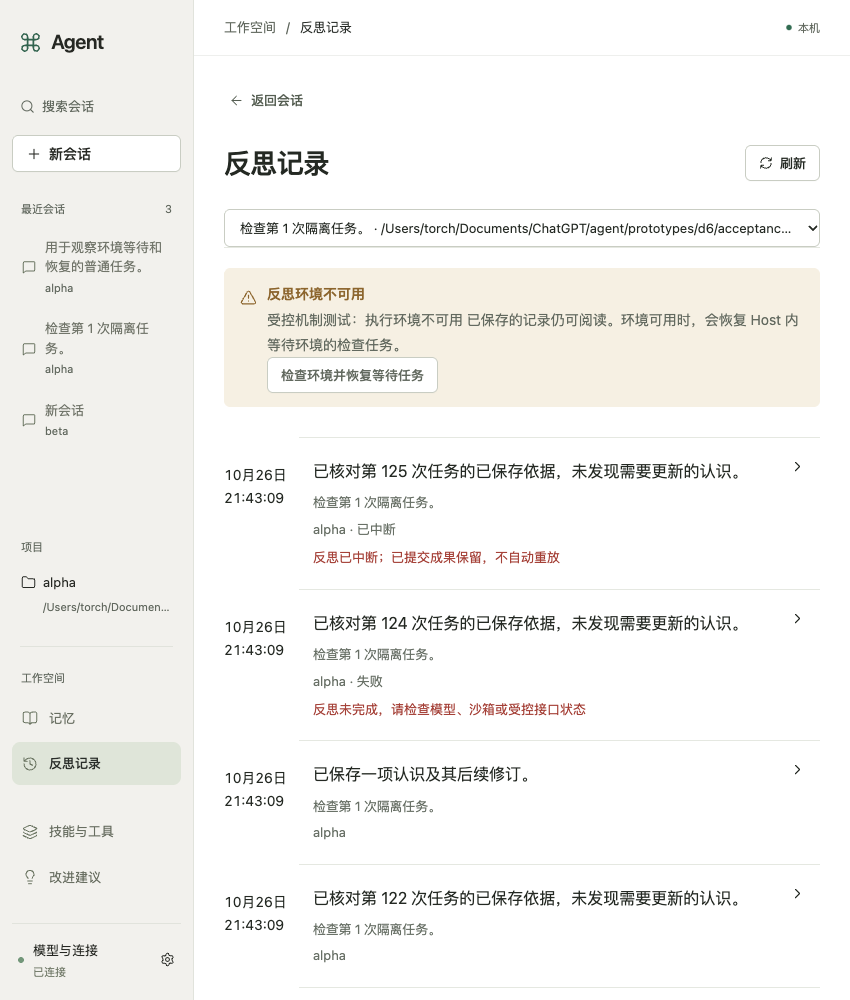 Agent
搜索会话
新会话
最近会话 3
用于观察环境等待和
恢复的普通任务。
alpha
检查第 1 次隔离任
务。
alpha
新会话
beta
项目
alpha
/Users/torch/Documen...
工作空间
记忆
反思记录
技能与工具
改进建议
模型与连接
已连接
工作空间 / 反思记录
本机
返回会话
反思记录
刷新
检查第 1 次隔离任务。 · /Users/torch/Documents/ChatGPT/agent/prototypes/d6/acceptanc...
反思环境不可用
受控机制测试：执行环境不可用 已保存的记录仍可阅读。环境可用时，会恢复 Host 内
等待环境的检查任务。
检查环境并恢复等待任务
10月26日
21:43:09
已核对第 125 次任务的已保存依据，未发现需要更新的认识。
检查第 1 次隔离任务。
alpha · 已中断
反思已中断；已提交成果保留，不自动重放
10月26日
21:43:09
已核对第 124 次任务的已保存依据，未发现需要更新的认识。
检查第 1 次隔离任务。
alpha · 失败
反思未完成，请检查模型、沙箱或受控接口状态
10月26日
21:43:09
已保存一项认识及其后续修订。
检查第 1 次隔离任务。
alpha
10月26日
21:43:09
已核对第 122 次任务的已保存依据，未发现需要更新的认识。
检查第 1 次隔离任务。
alpha